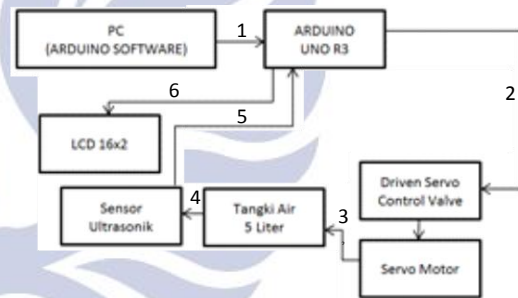 PC
(ARDUINO SOFTWARE)
1
ARDUINO
UNO R3
2
6
5
LCD 16x2
Sensor
Ultrasonik
4
Tangki Air
5 Liter
3
Driven Servo
Control Valve
Servo Motor